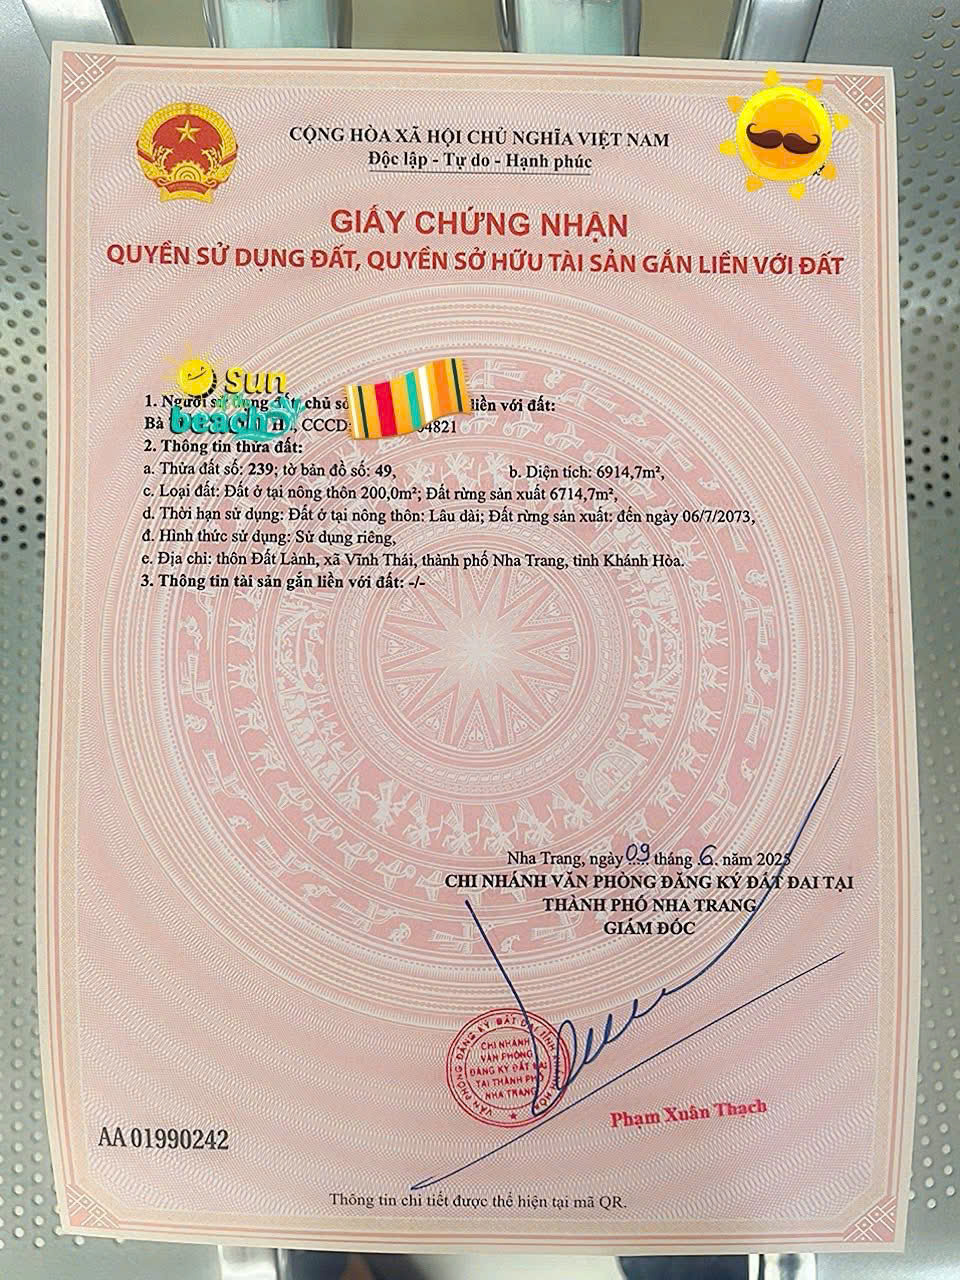 CỘNG HÒA XÃ HỘI CHỦ NGHĨA VIỆT NAM
Độc lập - Tự do - Hạnh phúc
GIẤY CHỨNG NHẬN
QUYỀN SỬ DỤNG ĐẤT, QUYỀN SỞ HỮU TÀI SẢN GẮN LIỀN VỚI ĐẤT
Sun
beach
1. Người sử dụng đất, chủ sở liền với đất:
Bà CCCD: 4821
2. Thông tin thửa đất:
a. Thửa đất số: 239; tờ bản đồ số: 49, b. Diện tích: 6914,7m²,
c. Loại đất: Đất ở tại nông thôn 200,0m²; Đất rừng sản xuất 6714,7m²,
d. Thời hạn sử dụng: Đất ở tại nông thôn: Lâu dài; Đất rừng sản xuất: đến ngày 06/7/2073,
đ. Hình thức sử dụng: Sử dụng riêng,
e. Địa chỉ: thôn Đất Lành, xã Vĩnh Thái, thành phố Nha Trang, tỉnh Khánh Hòa.
3. Thông tin tài sản gắn liền với đất: -/-
Nha Trang, ngày 09 tháng 6 năm 2025
CHI NHÁNH VĂN PHÒNG ĐĂNG KÝ ĐẤT ĐAI TẠI
THÀNH PHỐ NHA TRANG
GIÁM ĐỐC
VĂN PHÒNG ĐĂNG KÝ ĐẤT ĐAI TỈNH KHÁNH HÒA
CHI NHÁNH
VĂN PHÒNG
ĐĂNG KÝ ĐẤT ĐAI
TẠI THÀNH PHỐ
NHA TRANG
Phạm Xuân Thạch
AA 01990242
Thông tin chi tiết được thể hiện tại mã QR.